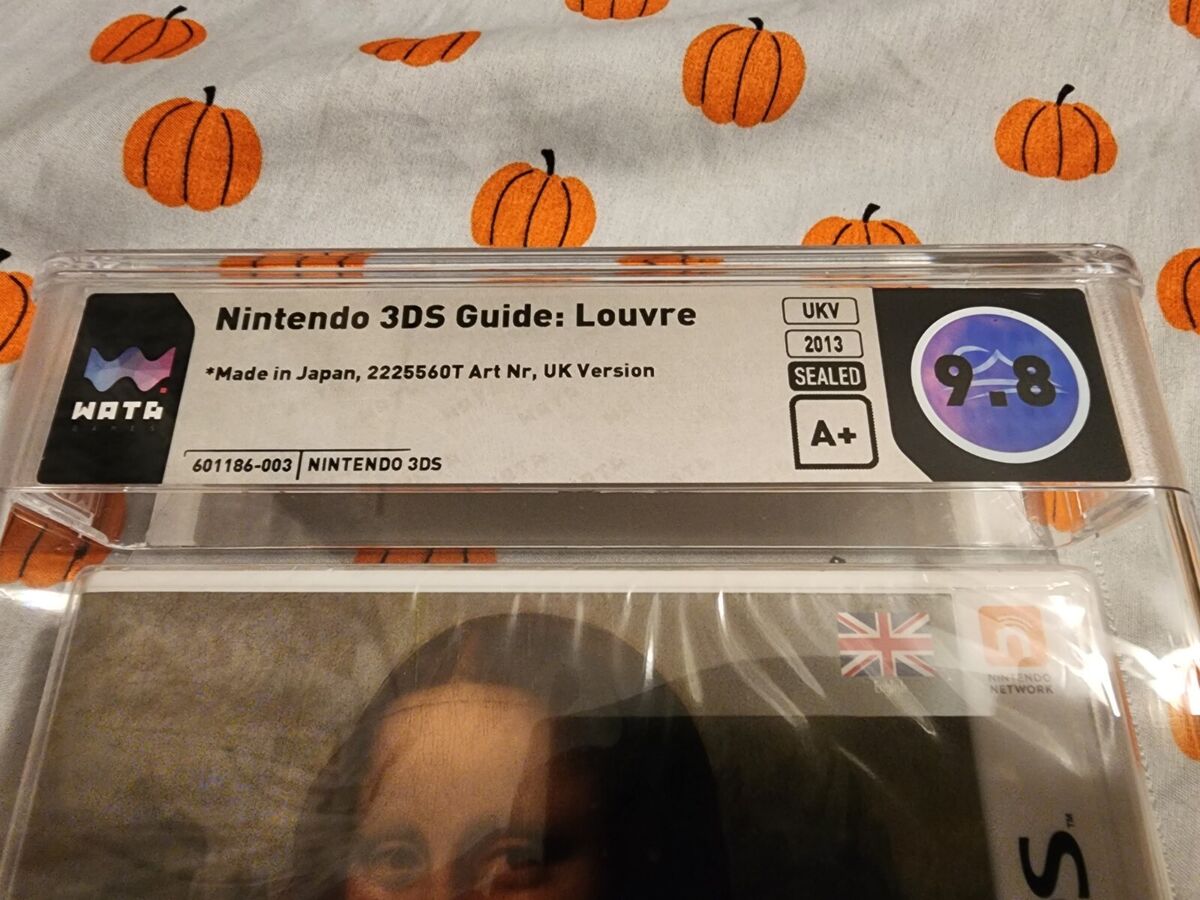 WATA
GAMES
Nintendo 3DS Guide: Louvre
*Made in Japan, 2225560T Art Nr, UK Version
601186-003 NINTENDO 3DS
UKV
2013
SEALED
A+
9.8
NINTENDO
NETWORK
S™